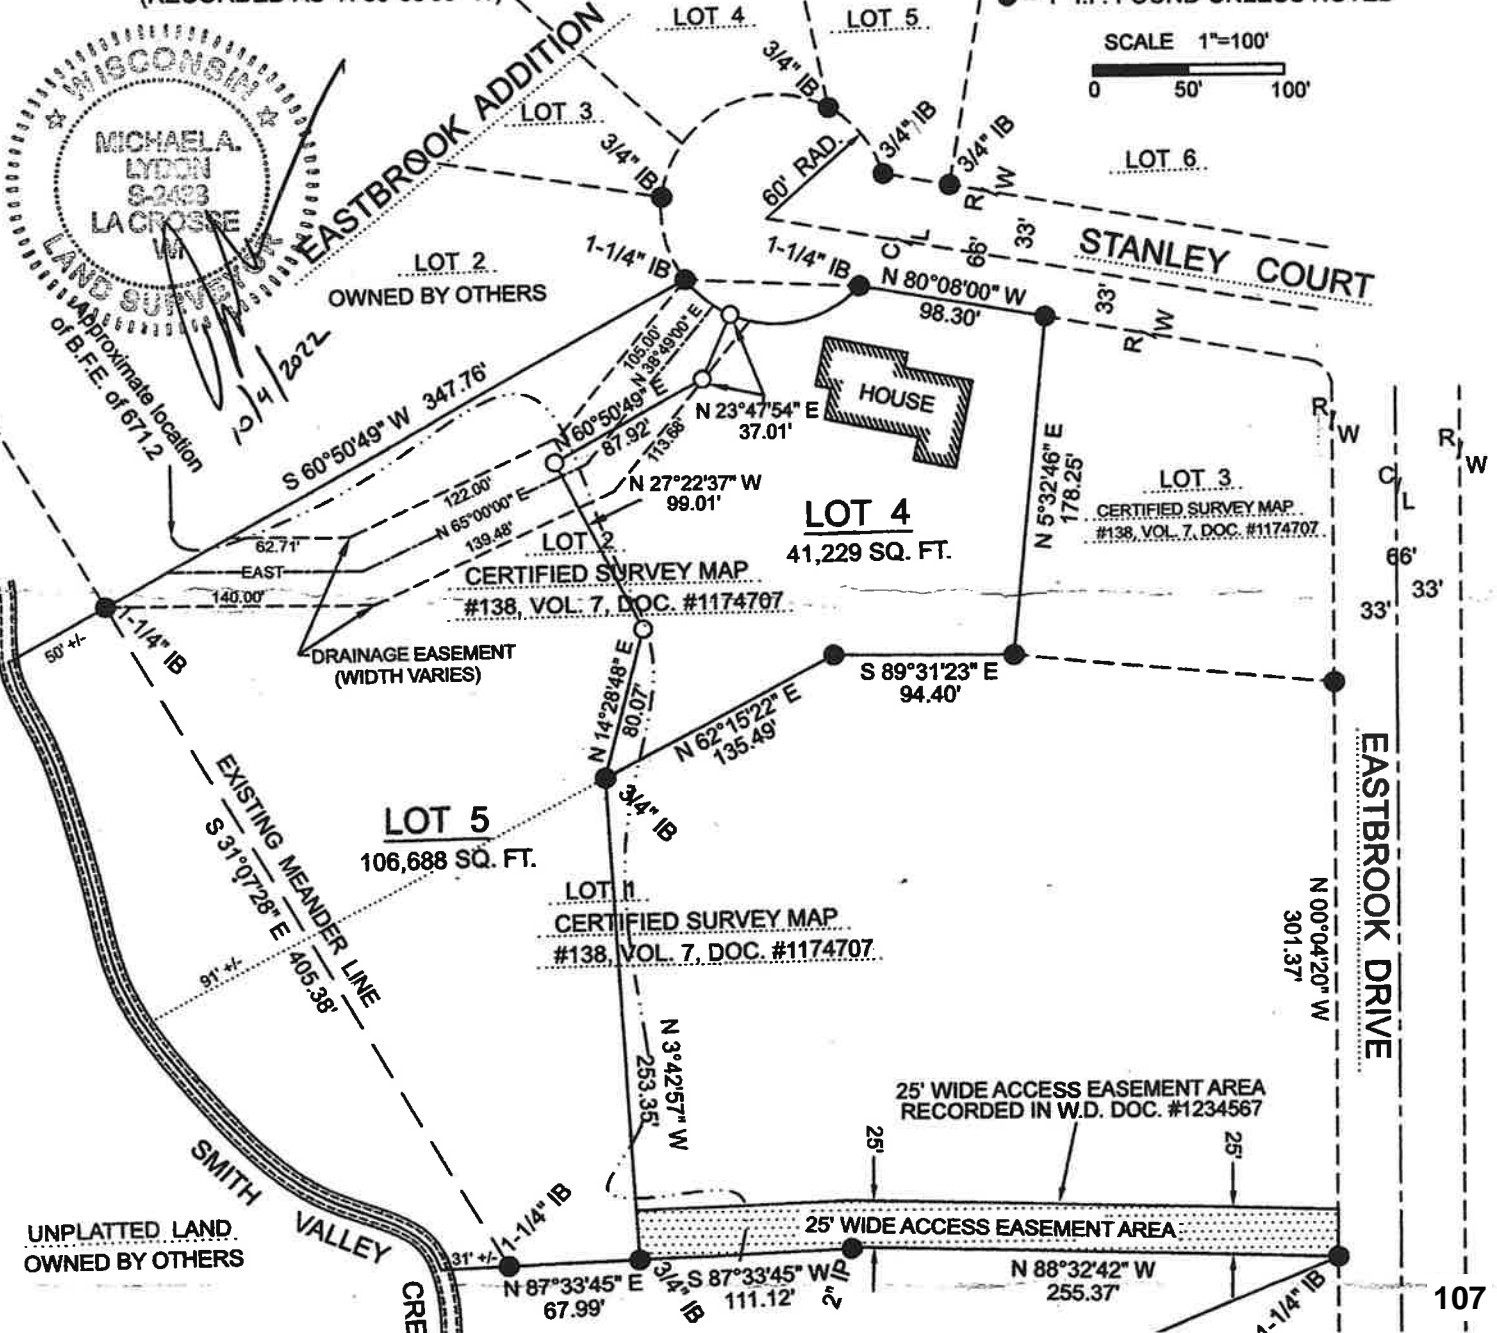 LOT 4
LOT 5
SCALE 1"=100'
0 50' 100'
WISCONSIN
MICHAEL A.
LYDON
S-2423
LA CROSSE
WI
LAND SURVEYOR
EASTBROOK ADDITION
LOT 3
3/4" IB
3/4" IB
3/4" IB
3/4" IB
60' RAD.
LOT 6
R/W
33'
66'
C/L
STANLEY COURT
33'
R/W
LOT 2
OWNED BY OTHERS
1-1/4" IB
1-1/4" IB
N 80°08'00" W
98.30'
Approximate location
of B.F.E. of 671.2
S 60°50'49" W 347.76'
105.00'
N 38°49'00" E
N 60°50'49" E
87.92'
113.68'
N 23°47'54" E
37.01'
HOUSE
N 27°22'37" W
99.01'
122.00'
N 65°00'00" E
139.48'
62.71'
EAST
140.00'
LOT 4
41,229 SQ. FT.
N 5°32'46" E
178.25'
LOT 3
CERTIFIED SURVEY MAP
#138, VOL. 7, DOC. #1174707
R/W
R/W
C/L
66'
33'
33'
LOT 2
CERTIFIED SURVEY MAP
#138, VOL. 7, DOC. #1174707
50' +/-
1-1/4" IB
DRAINAGE EASEMENT
(WIDTH VARIES)
N 14°28'48" E
80.07'
N 62°15'22" E
135.49'
S 89°31'23" E
94.40'
3/4" IB
EXISTING MEANDER LINE
S 31°07'28" E 405.38'
LOT 5
106,688 SQ. FT.
91' +/-
LOT 1
CERTIFIED SURVEY MAP
#138, VOL. 7, DOC. #1174707
N 3°42'57" W
253.35'
EASTBROOK DRIVE
N 00°04'20" W
301.37'
25' WIDE ACCESS EASEMENT AREA
RECORDED IN W.D. DOC. #1234567
25'
25'
25' WIDE ACCESS EASEMENT AREA
SMITH VALLEY
UNPLATTED LAND
OWNED BY OTHERS
31' +/-
1-1/4" IB
N 87°33'45" E
67.99'
3/4" IB
S 87°33'45" W
111.12'
2" IP
N 88°32'42" W
255.37'
1-1/4" IB
107